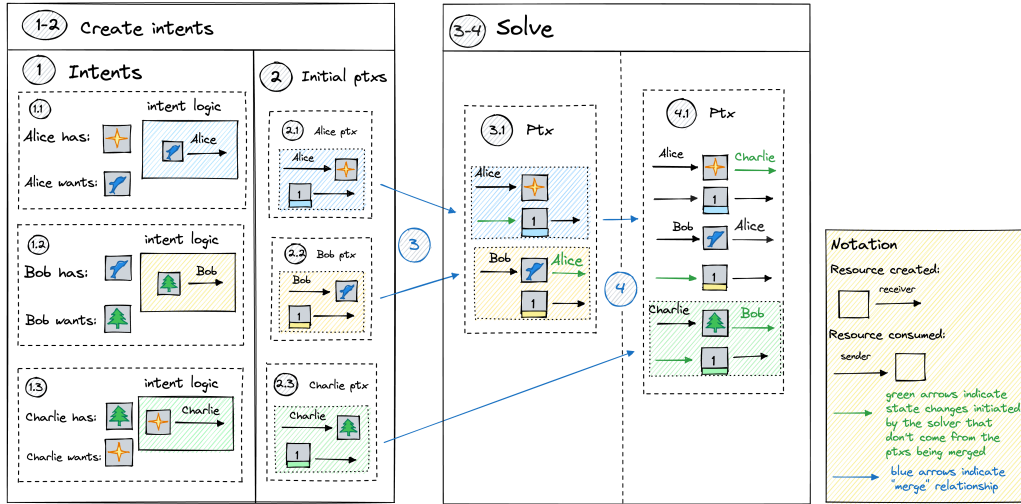 1-2 Create intents
1 Intents
1.1
intent logic
Alice has:
Alice
Alice wants:
1.2
intent logic
Bob has:
Bob
Bob wants:
1.3
intent logic
Charlie has:
Charlie
Charlie wants:
2 Initial ptxs
2.1 Alice ptx
Alice
1
2.2 Bob ptx
Bob
1
2.3 Charlie ptx
Charlie
1
3
3-4 Solve
3.1 Ptx
Alice
1
Bob
Alice
1
4
4.1 Ptx
Alice
Charlie
1
Bob
Alice
1
Charlie
Bob
1
Notation
Resource created:
receiver
Resource consumed:
sender
green arrows indicate
state changes initiated
by the solver that
don't come from the
ptxs being merged
blue arrows indicate
"merge" relationship